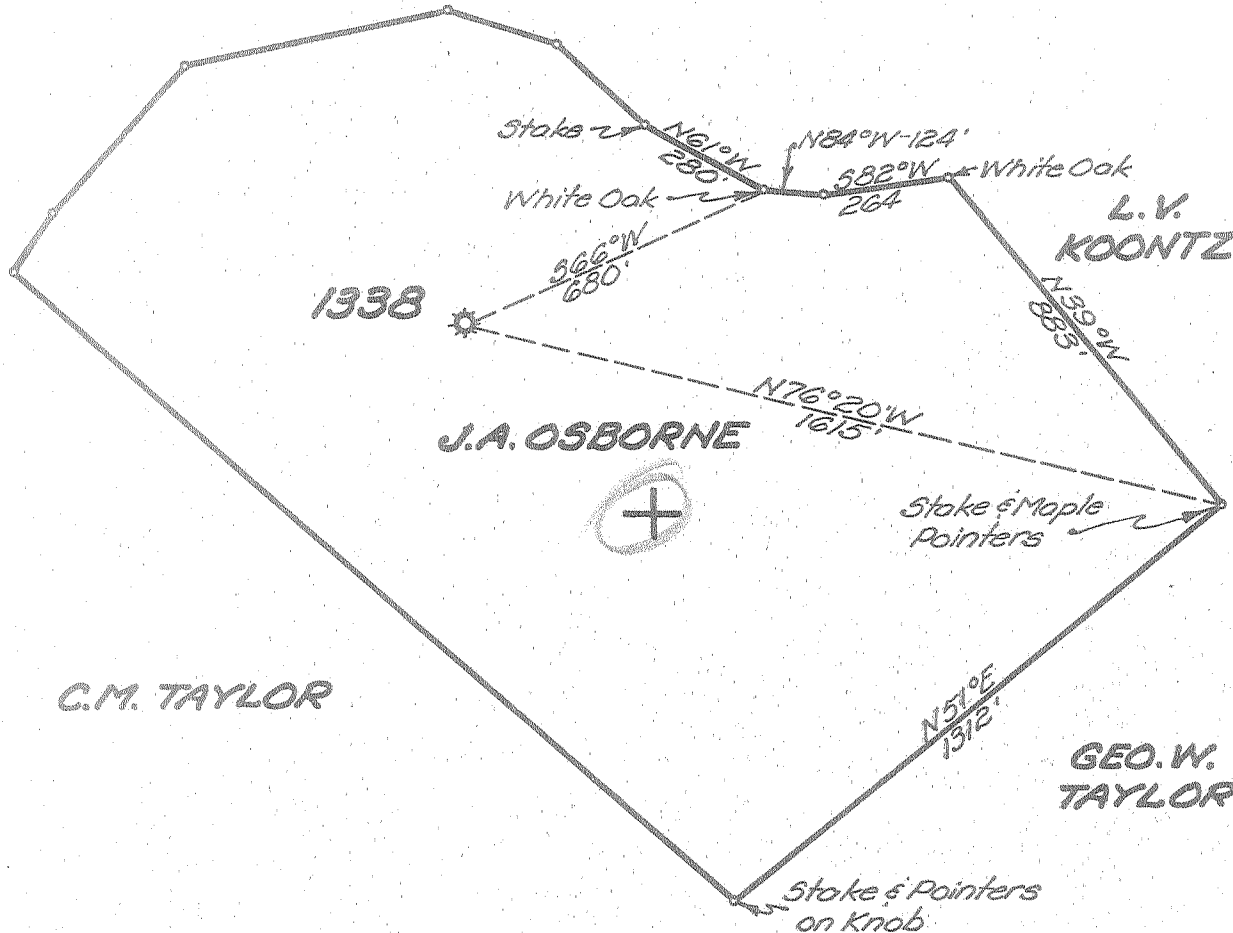 Stake
N61°W
280'
N84°W-124'
White Oak
S82°W
264
White Oak
L.V.
KOONTZ
S66°W
680'
1338
N39°W
883'
N76°20'W
1615'
J.A. OSBORNE
Stake & Maple
Pointers
C.M. TAYLOR
N51°E
1312'
GEO. W.
TAYLOR
Stake & Pointers
on Knob